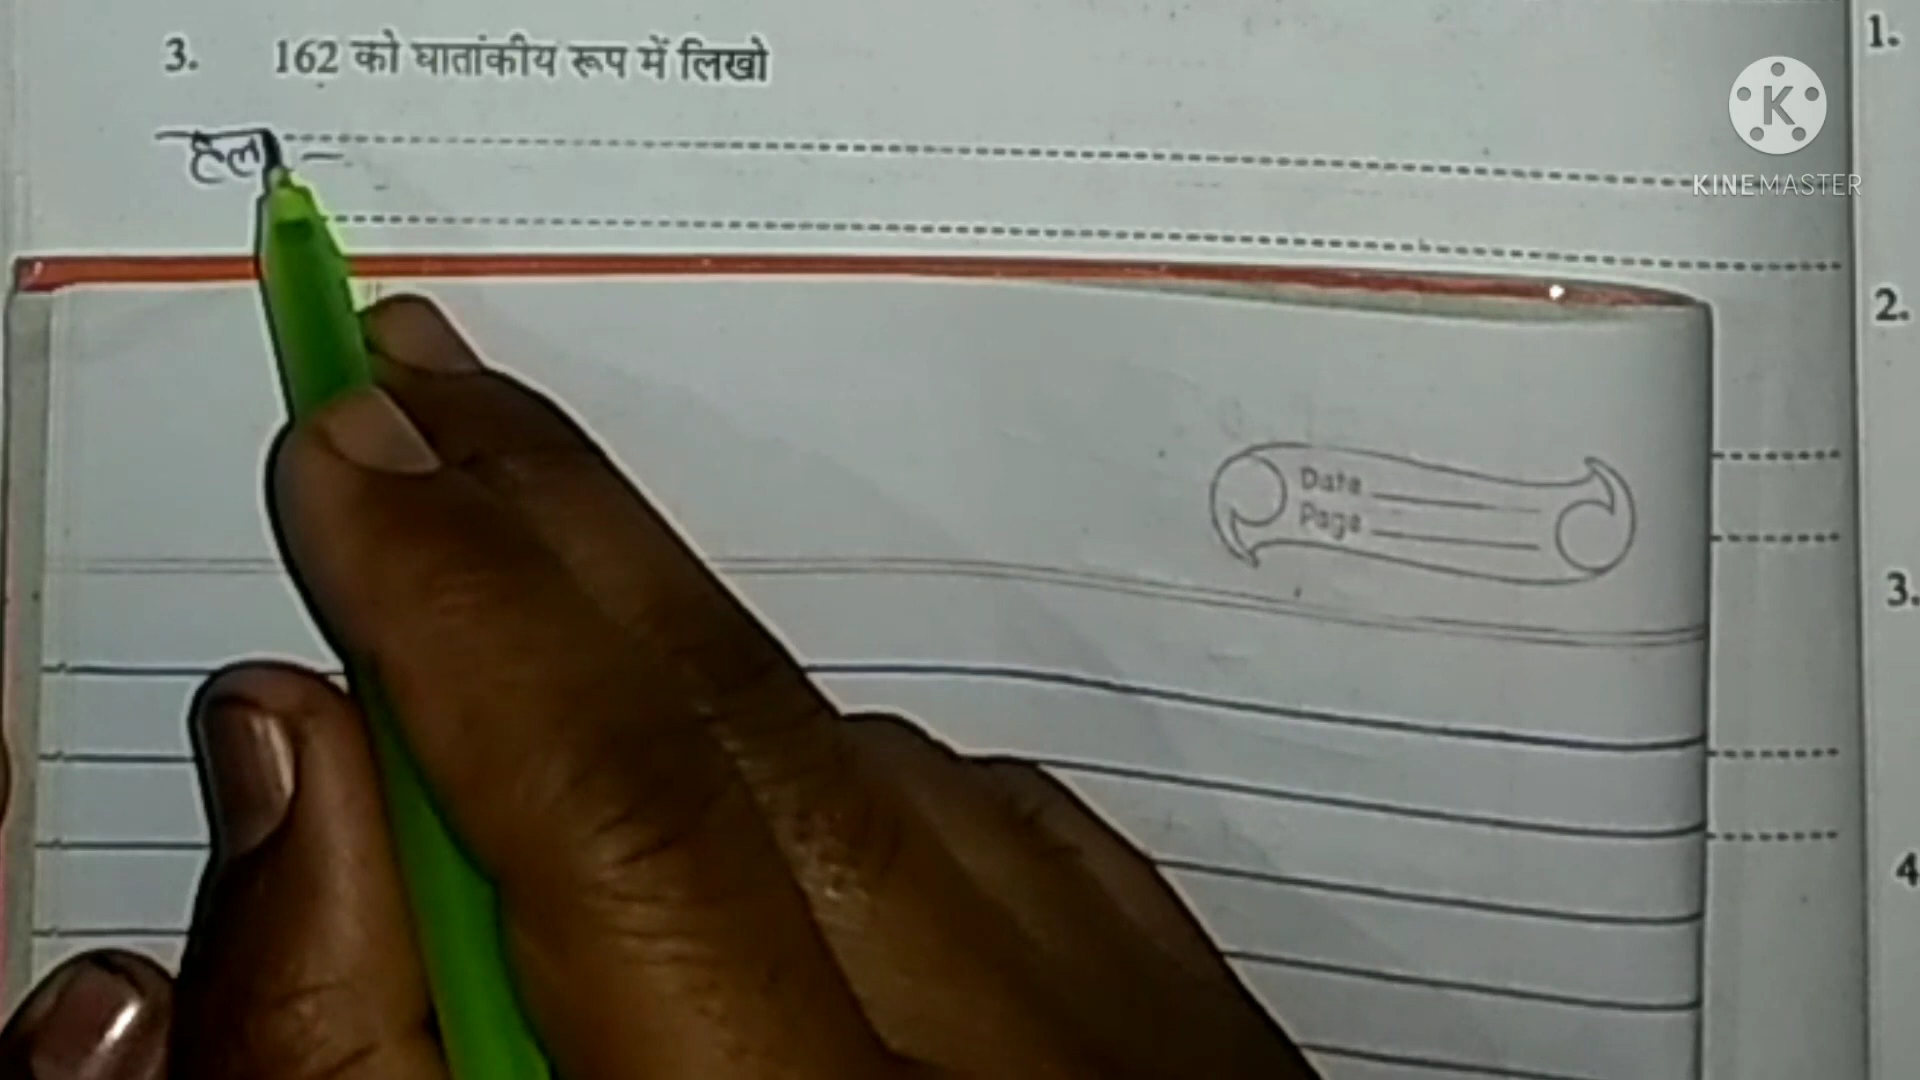 3. 162 को घातांकीय रूप में लिखो
हल –
K
KINEMASTER
Date
Page
1.
2.
3.
4